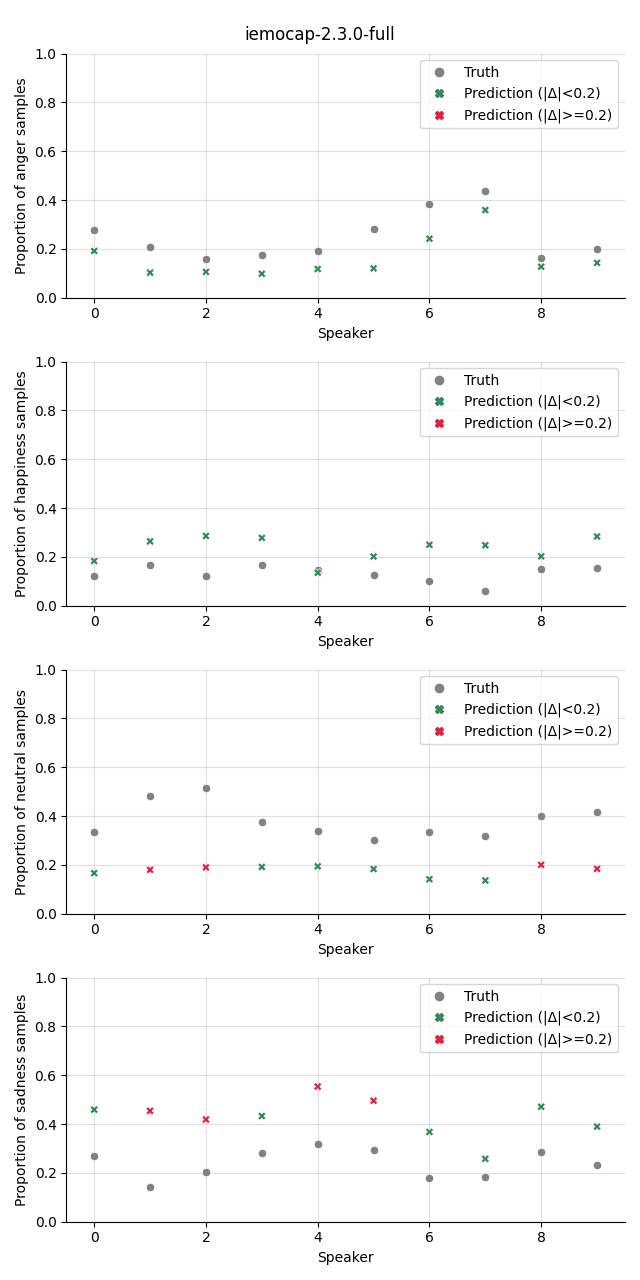 iemocap-2.3.0-full
1.0
0.8
0.6
0.4
0.2
0.0
Proportion of anger samples
Truth
Prediction (|Δ|<0.2)
Prediction (|Δ|>=0.2)
0 2 4 6 8
Speaker
1.0
0.8
0.6
0.4
0.2
0.0
Proportion of happiness samples
Truth
Prediction (|Δ|<0.2)
Prediction (|Δ|>=0.2)
0 2 4 6 8
Speaker
1.0
0.8
0.6
0.4
0.2
0.0
Proportion of neutral samples
Truth
Prediction (|Δ|<0.2)
Prediction (|Δ|>=0.2)
0 2 4 6 8
Speaker
1.0
0.8
0.6
0.4
0.2
0.0
Proportion of sadness samples
Truth
Prediction (|Δ|<0.2)
Prediction (|Δ|>=0.2)
0 2 4 6 8
Speaker